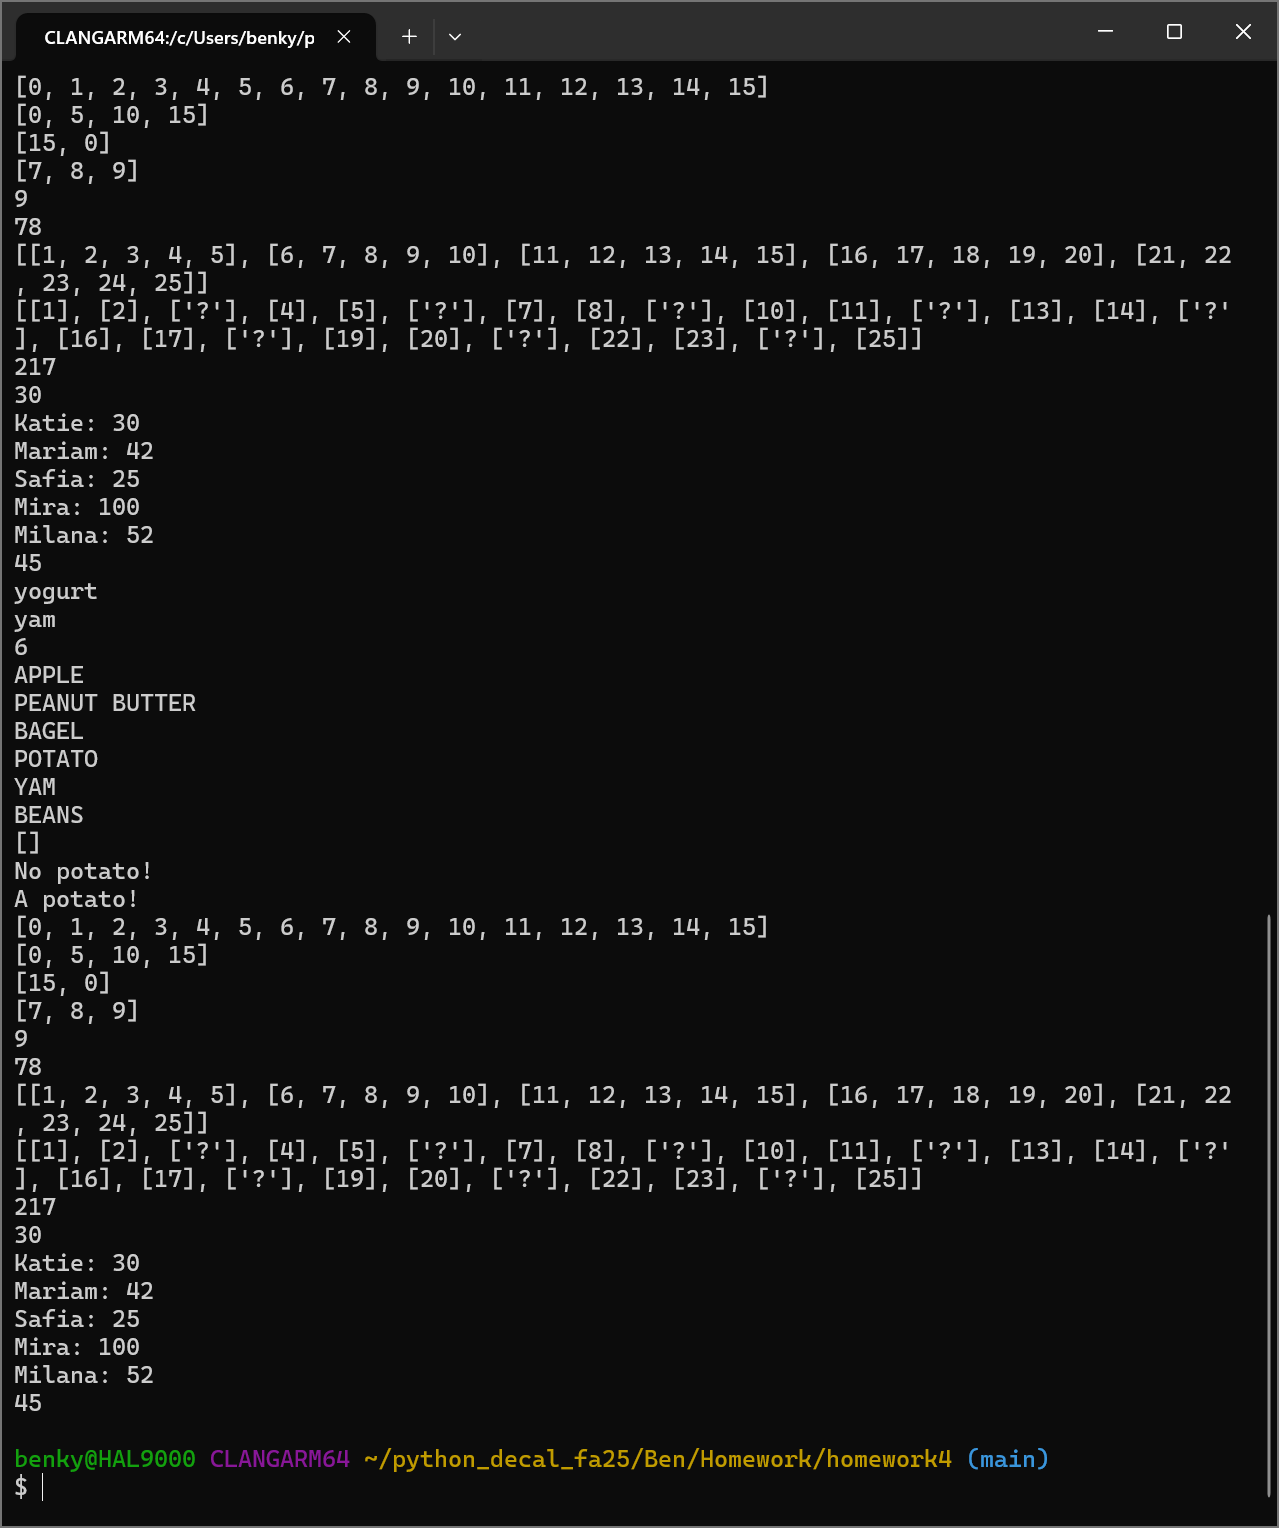 CLANGARM64:/c/Users/benky/p
[0, 1, 2, 3, 4, 5, 6, 7, 8, 9, 10, 11, 12, 13, 14, 15]
[0, 5, 10, 15]
[15, 0]
[7, 8, 9]
9
78
[[1, 2, 3, 4, 5], [6, 7, 8, 9, 10], [11, 12, 13, 14, 15], [16, 17, 18, 19, 20], [21, 22
, 23, 24, 25]]
[[1], [2], ['?'], [4], [5], ['?'], [7], [8], ['?'], [10], [11], ['?'], [13], [14], ['?'
], [16], [17], ['?'], [19], [20], ['?'], [22], [23], ['?'], [25]]
217
30
Katie: 30
Mariam: 42
Safia: 25
Mira: 100
Milana: 52
45
yogurt
yam
6
APPLE
PEANUT BUTTER
BAGEL
POTATO
YAM
BEANS
[]
No potato!
A potato!
[0, 1, 2, 3, 4, 5, 6, 7, 8, 9, 10, 11, 12, 13, 14, 15]
[0, 5, 10, 15]
[15, 0]
[7, 8, 9]
9
78
[[1, 2, 3, 4, 5], [6, 7, 8, 9, 10], [11, 12, 13, 14, 15], [16, 17, 18, 19, 20], [21, 22
, 23, 24, 25]]
[[1], [2], ['?'], [4], [5], ['?'], [7], [8], ['?'], [10], [11], ['?'], [13], [14], ['?'
], [16], [17], ['?'], [19], [20], ['?'], [22], [23], ['?'], [25]]
217
30
Katie: 30
Mariam: 42
Safia: 25
Mira: 100
Milana: 52
45
benky@HAL9000 CLANGARM64 ~/python_decal_fa25/Ben/Homework/homework4 (main)
$